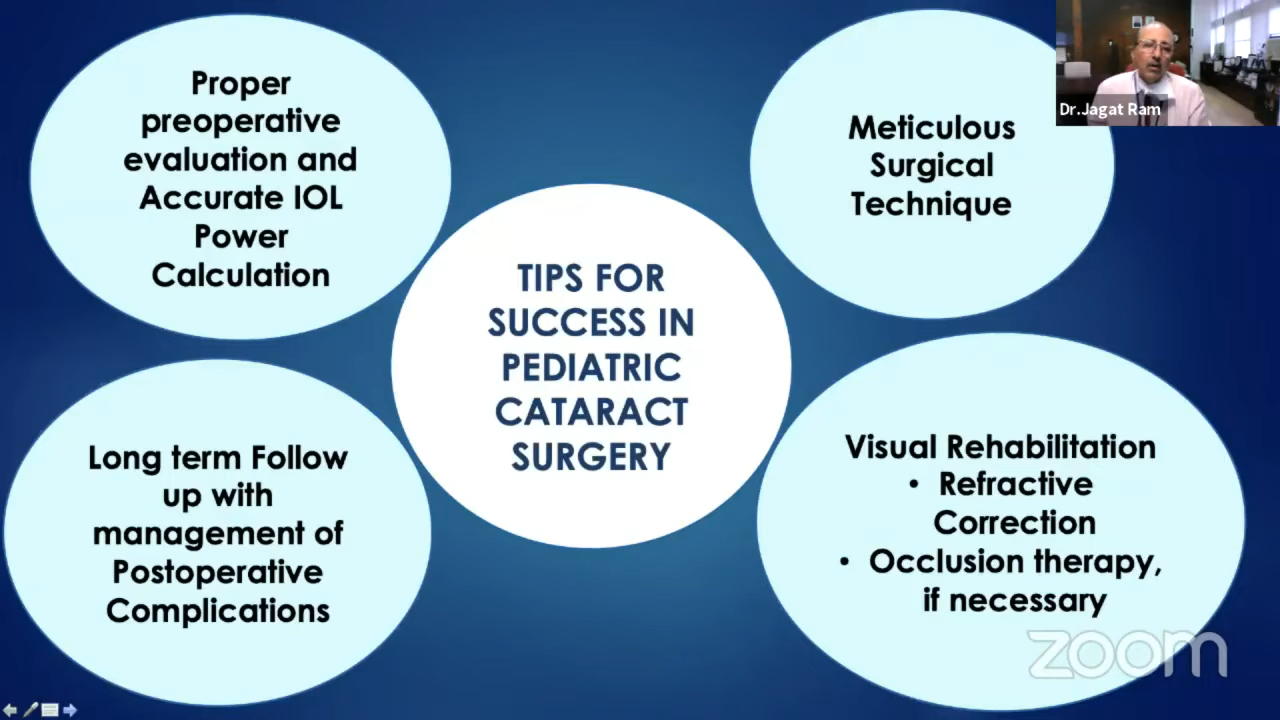 Proper
preoperative
evaluation and
Accurate IOL
Power
Calculation
Meticulous
Surgical
Technique
Dr.Jagat Ram
TIPS FOR
SUCCESS IN
PEDIATRIC
CATARACT
SURGERY
Long term Follow
up with
management of
Postoperative
Complications
Visual Rehabilitation
• Refractive
Correction
• Occlusion therapy,
if necessary
zoom